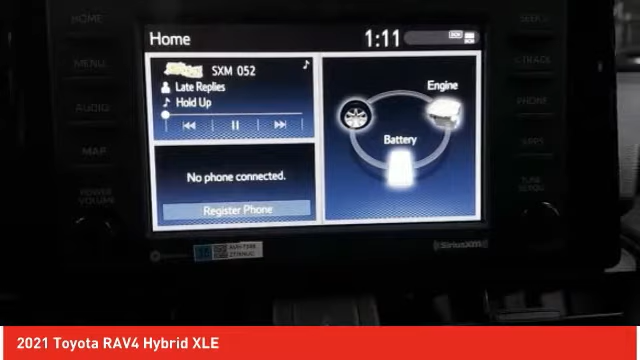 HOME
MENU
AUDIO
MAP
POWER
VOLUME
Home
1:11
SXM 052
Late Replies
Hold Up
No phone connected.
Register Phone
Engine
Battery
SEEK
TRACK
PHONE
APPS
TUNE
SCROLL
SiriusXM
2021 Toyota RAV4 Hybrid XLE